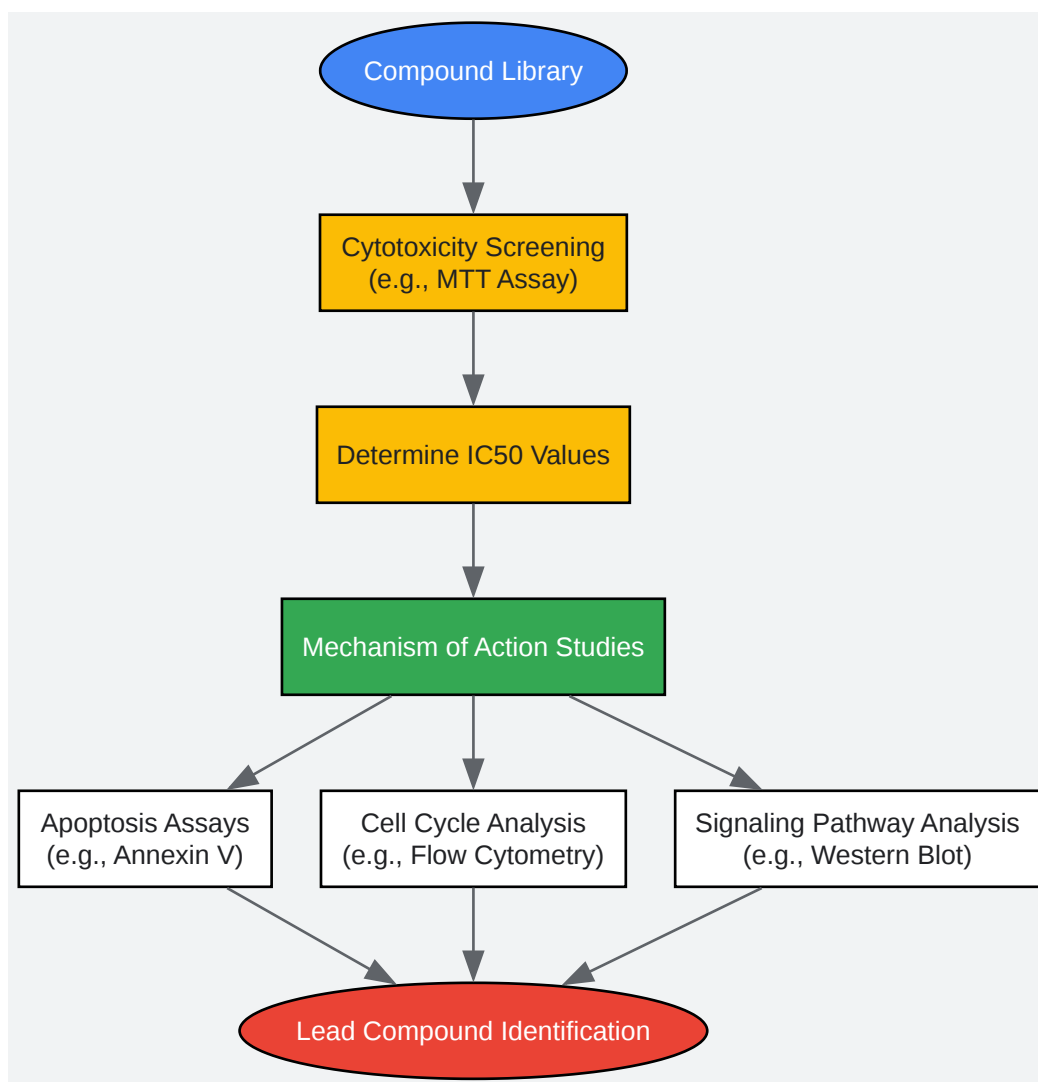 Compound Library
Cytotoxicity Screening
(e.g., MTT Assay)
Determine IC50 Values
Mechanism of Action Studies
Apoptosis Assays
(e.g., Annexin V)
Cell Cycle Analysis
(e.g., Flow Cytometry)
Signaling Pathway Analysis
(e.g., Western Blot)
Lead Compound Identification